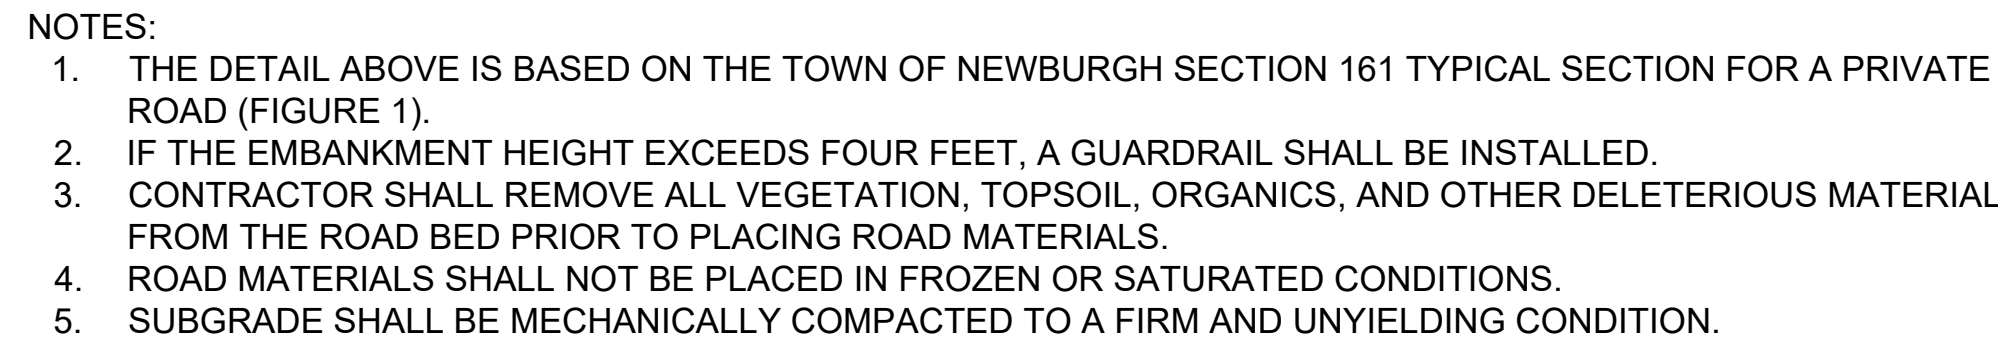 NOTES:
1. THE DETAIL ABOVE IS BASED ON THE TOWN OF NEWBURGH SECTION 161 TYPICAL SECTION FOR A PRIVATE
ROAD (FIGURE 1).
2. IF THE EMBANKMENT HEIGHT EXCEEDS FOUR FEET, A GUARDRAIL SHALL BE INSTALLED.
3. CONTRACTOR SHALL REMOVE ALL VEGETATION, TOPSOIL, ORGANICS, AND OTHER DELETERIOUS MATERIAL
FROM THE ROAD BED PRIOR TO PLACING ROAD MATERIALS.
4. ROAD MATERIALS SHALL NOT BE PLACED IN FROZEN OR SATURATED CONDITIONS.
5. SUBGRADE SHALL BE MECHANICALLY COMPACTED TO A FIRM AND UNYIELDING CONDITION.